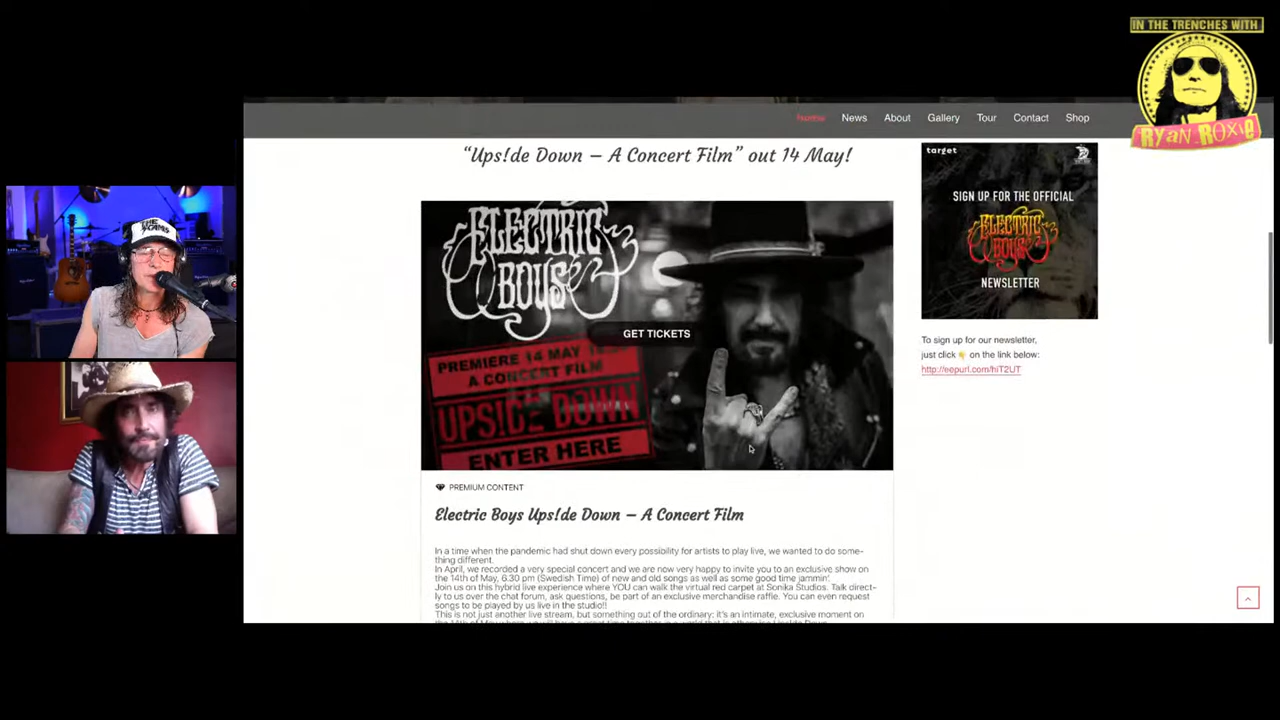 IN THE TRENCHES WITH
RYAN ROXIE
Home News About Gallery Tour Contact Shop
“Ups!de Down – A Concert Film” out 14 May!
ELECTRIC
BOYS
GET TICKETS
PREMIERE 14 MAY
A CONCERT FILM
UPS!DE DOWN
ENTER HERE
PREMIUM CONTENT
Electric Boys Ups!de Down – A Concert Film
In a time when the pandemic had shut down every possibility for artists to play live, we wanted to do some-
thing different.
In April, we recorded a very special concert and we are now very happy to invite you to an exclusive show on
the 14th of May, 6.30 pm (Swedish Time) of new and old songs as well as some good time jammin'.
Join us on this hybrid live experience where YOU can walk the virtual red carpet at Sonika Studios. Talk direct-
ly to us over the chat forum, ask questions, be part of an exclusive merchandise raffle. You can even request
songs to be played by us live in the studio!!
This is not just another live stream, but something out of the ordinary; it's an intimate, exclusive moment on
target
SIGN UP FOR THE OFFICIAL
ELECTRIC
BOYS
NEWSLETTER
To sign up for our newsletter,
just click 👇 on the link below:
http://eepurl.com/hiT2UT